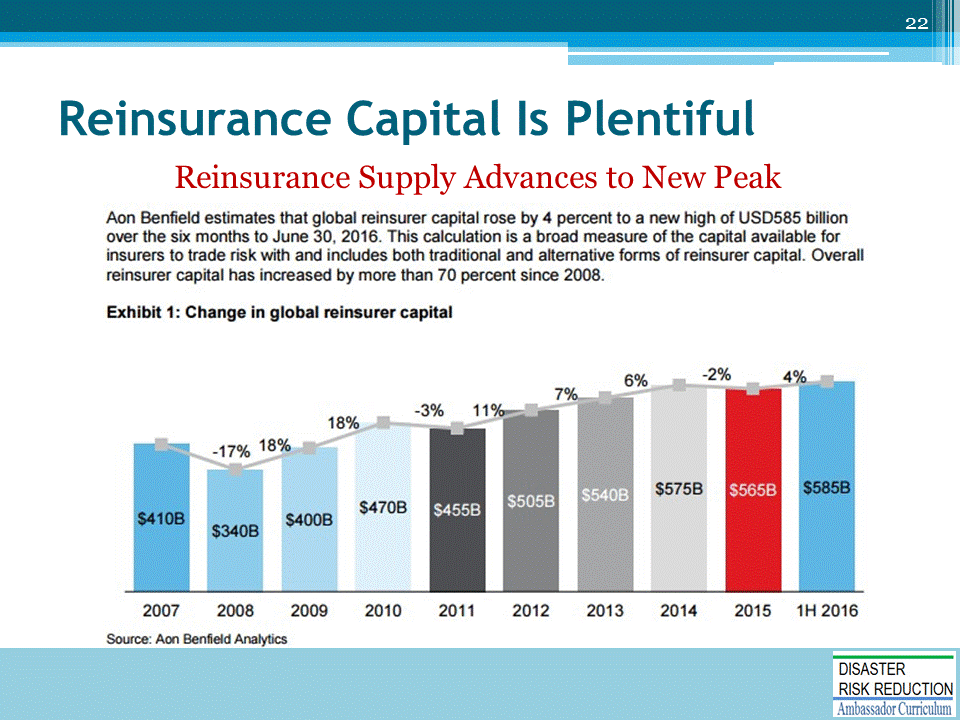 22
Reinsurance Capital Is Plentiful
Reinsurance Supply Advances to New Peak
Aon Benfield estimates that global reinsurer capital rose by 4 percent to a new high of USD585 billion
over the six months to June 30, 2016. This calculation is a broad measure of the capital available for
insurers to trade risk with and includes both traditional and alternative forms of reinsurer capital. Overall
reinsurer capital has increased by more than 70 percent since 2008.
Exhibit 1: Change in global reinsurer capital
-17%
18%
18%
-3%
11%
7%
6%
-2%
4%
$410B
$340B
$400B
$470B
$455B
$505B
$540B
$575B
$565B
$585B
2007
2008
2009
2010
2011
2012
2013
2014
2015
1H 2016
Source: Aon Benfield Analytics
DISASTER
RISK REDUCTION
Ambassador Curriculum